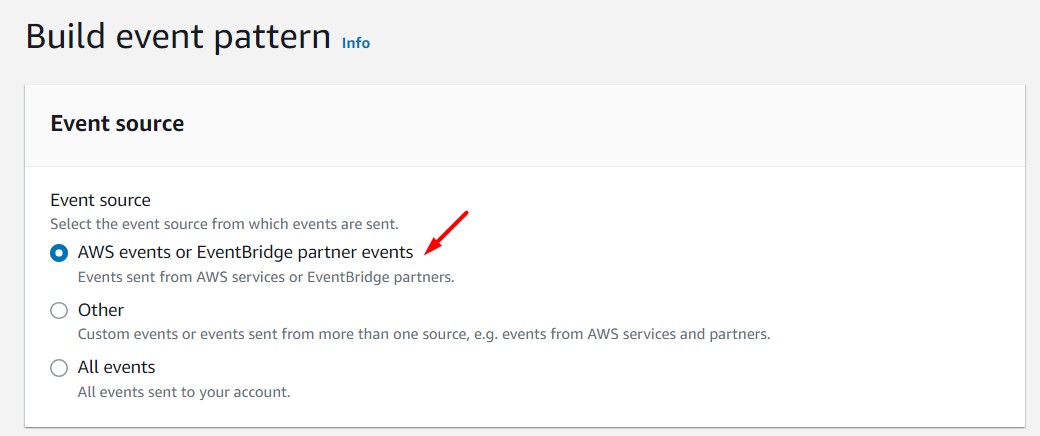 Build event pattern Info
Event source
Event source
Select the event source from which events are sent.
AWS events or EventBridge partner events
Events sent from AWS services or EventBridge partners.
Other
Custom events or events sent from more than one source, e.g. events from AWS services and partners.
All events
All events sent to your account.